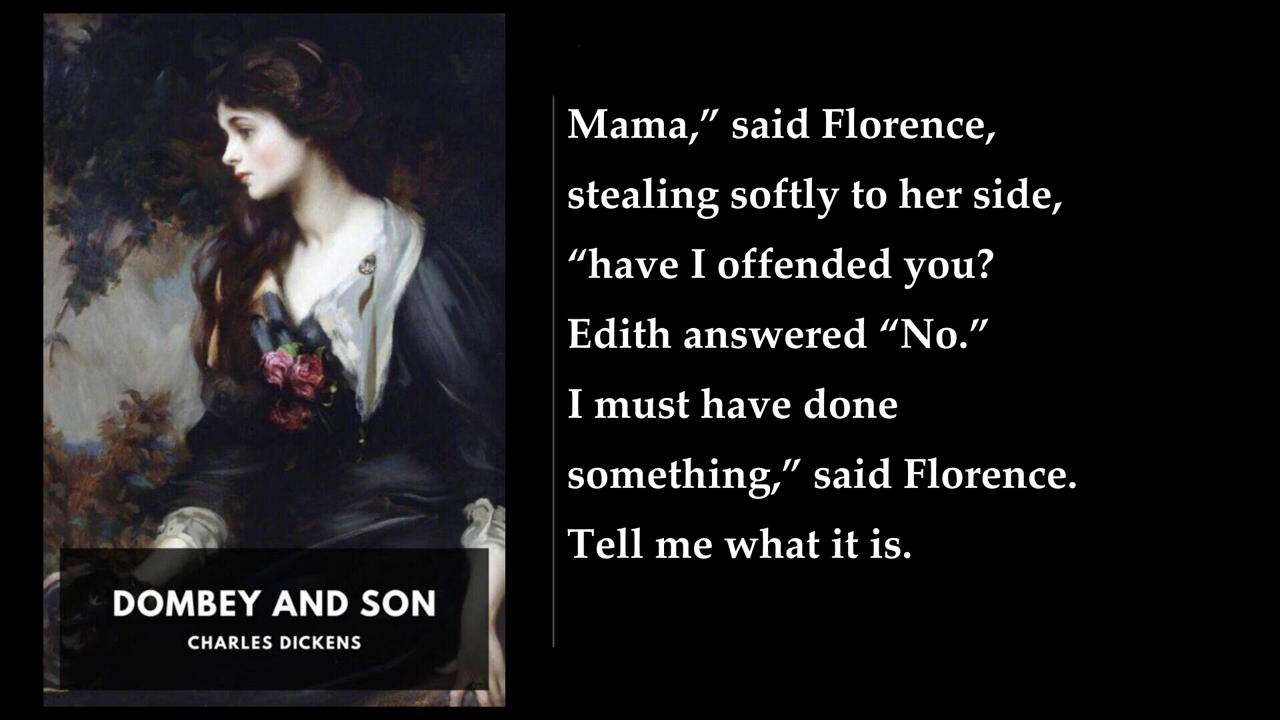 DOMBEY AND SON
CHARLES DICKENS
Mama,” said Florence,
stealing softly to her side,
“have I offended you?
Edith answered “No.”
I must have done
something,” said Florence.
Tell me what it is.